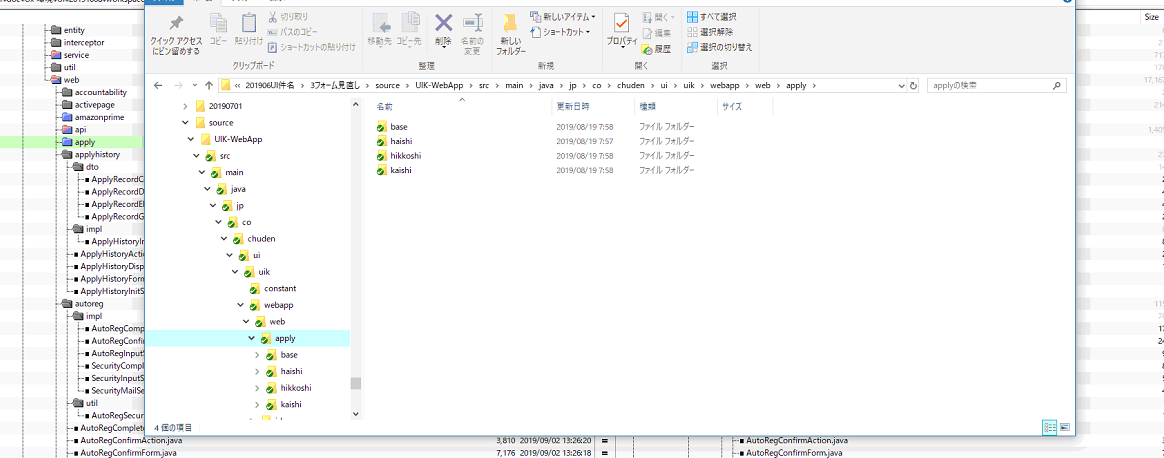 Size
entity
interceptor
service
util
web
accountability
activepage
amazonprime
api
apply
applyhistory
dto
ApplyRecordC
ApplyRecordD
ApplyRecordE
ApplyRecordG
impl
ApplyHistoryIn
ApplyHistoryActi
ApplyHistoryDisp
ApplyHistoryForm
ApplyHistoryInitS
autoreg
impl
AutoRegComp
AutoRegConfi
AutoRegInputS
SecurityCompl
SecurityInputS
SecurityMailSe
util
AutoRegSecur
AutoRegComplete
AutoRegConfirmAction.java 3,810 2019/09/02 13:26:20 = AutoRegConfirmAction.java
AutoRegConfirmForm.java 7,176 2019/09/02 13:26:18 = AutoRegConfirmForm.java
クイック アクセス
にピン留めする
コピー
貼り付け
切り取り
パスのコピー
ショートカットの貼り付け
クリップボード
移動先
コピー先
削除
名前の
変更
整理
新しい
フォルダー
新しいアイテム
ショートカット
新規
プロパティ
開く
編集
履歴
開く
すべて選択
選択解除
選択の切り替え
選択
« 201906UI件名 › 3フォーム見直し › source › UIK-WebApp › src › main › java › jp › co › chuden › ui › uik › webapp › web › apply ›
applyの検索
20190701
source
UIK-WebApp
src
main
java
jp
co
chuden
ui
uik
constant
webapp
web
apply
base
haishi
hikkoshi
kaishi
名前 更新日時 種類 サイズ
base 2019/08/19 7:58 ファイル フォルダー
haishi 2019/08/19 7:57 ファイル フォルダー
hikkoshi 2019/08/19 7:58 ファイル フォルダー
kaishi 2019/08/19 7:58 ファイル フォルダー
4 個の項目